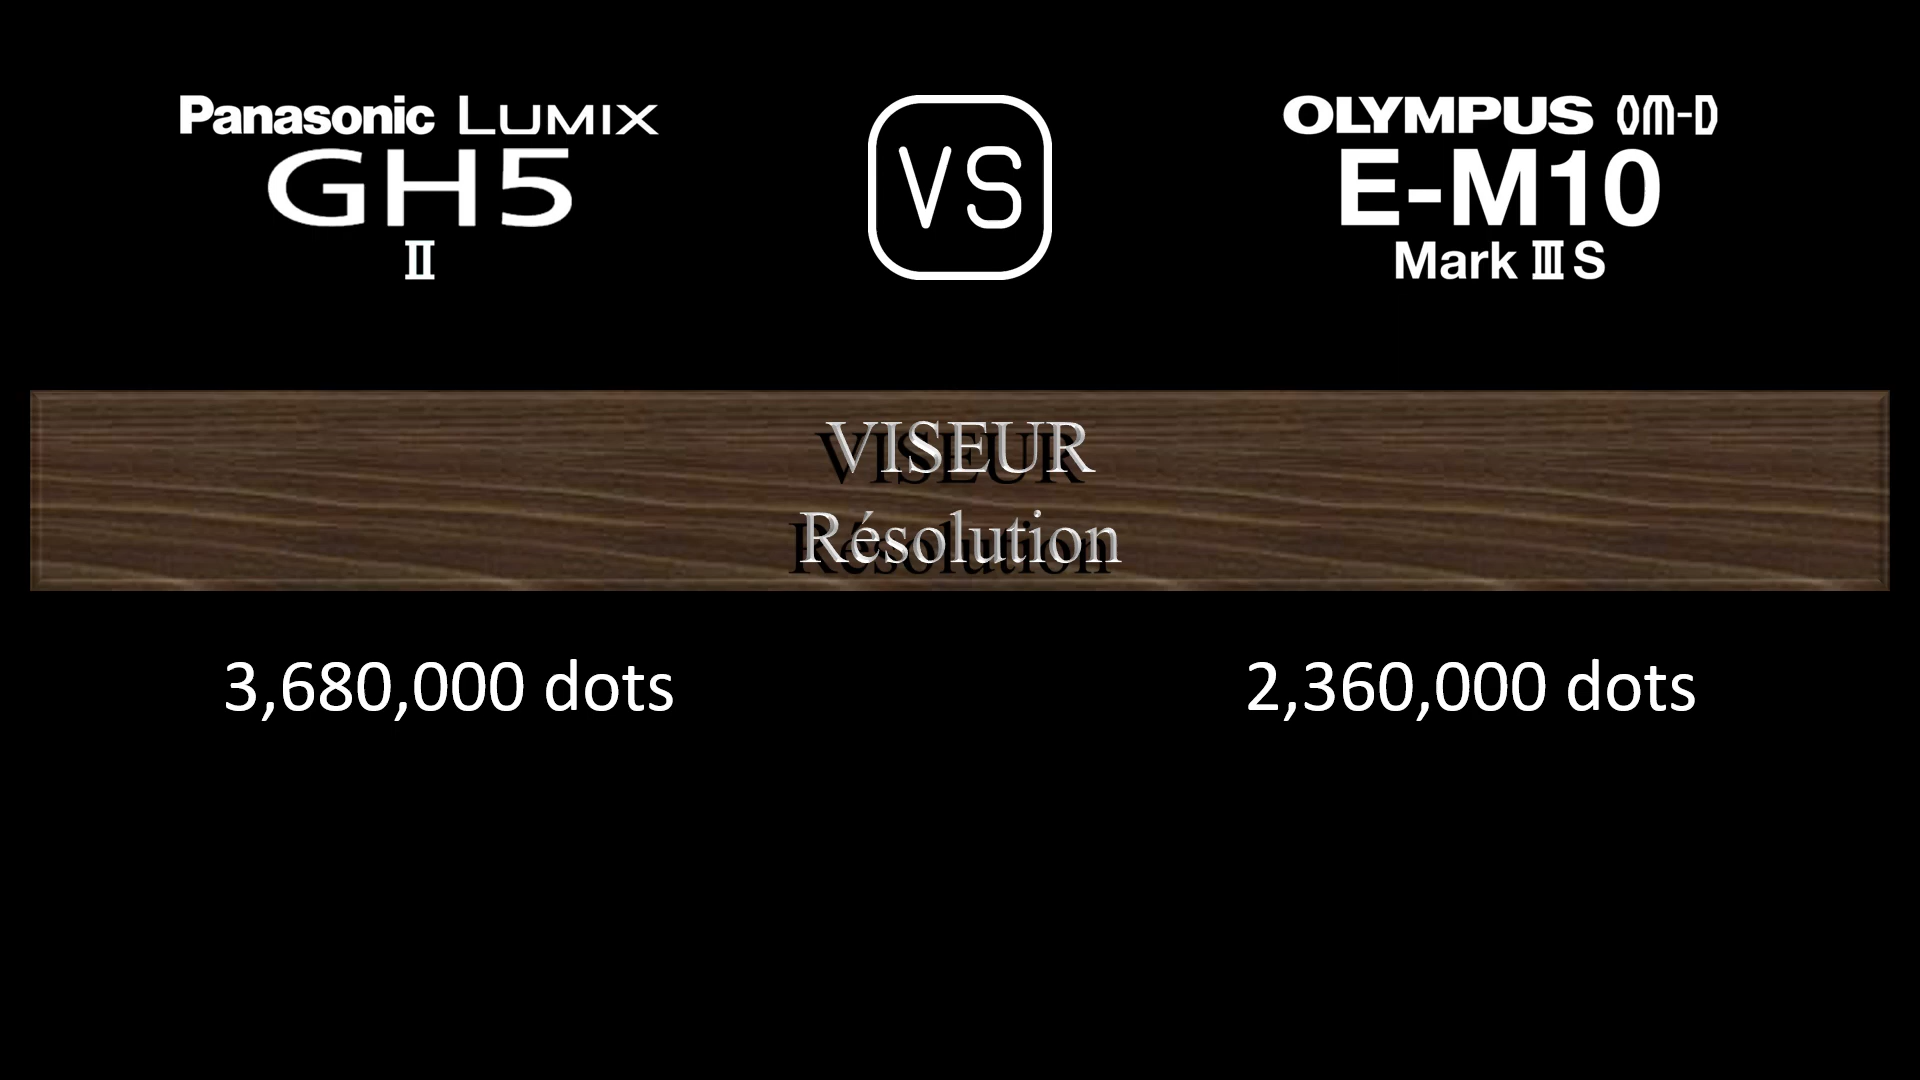 Panasonic LUMIX
GH5
II
VS
OLYMPUS OM-D
E-M10
Mark III S
VISEUR
Résolution
3,680,000 dots
2,360,000 dots